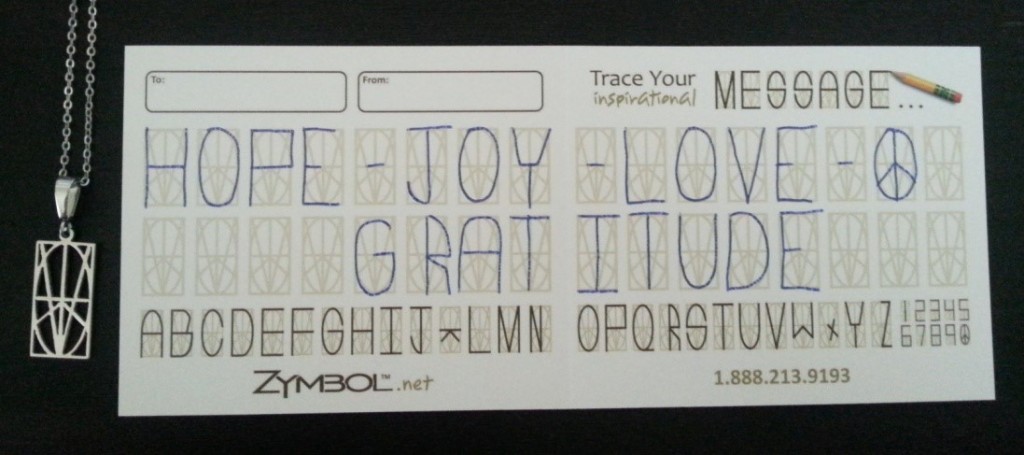 To:
From:
Trace Your
inspirational
MESSAGE...
HOPE - JOY - LOVE - ☮
GRATITUDE
ABCDEFGHIJKLMN OPQRSTUVWXYZ 12345
67890☮
ZYMBOL™.net
1.888.213.9193